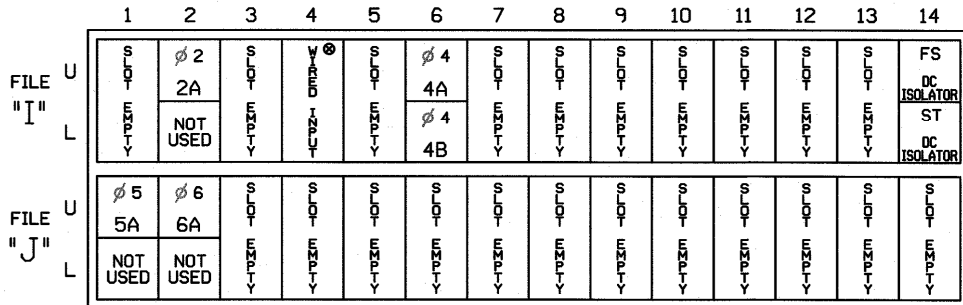 1 2 3 4 5 6 7 8 9 10 11 12 13 14
FILE "I"
U
L
SLOT EMPTY
ø 2
2A
NOT USED
SLOT EMPTY
WIRED INPUT ⊗
SLOT EMPTY
ø 4
4A
ø 4
4B
SLOT EMPTY
SLOT EMPTY
SLOT EMPTY
SLOT EMPTY
SLOT EMPTY
SLOT EMPTY
SLOT EMPTY
FS
DC ISOLATOR
ST
DC ISOLATOR
FILE "J"
U
L
ø 5
5A
NOT USED
ø 6
6A
NOT USED
SLOT EMPTY
SLOT EMPTY
SLOT EMPTY
SLOT EMPTY
SLOT EMPTY
SLOT EMPTY
SLOT EMPTY
SLOT EMPTY
SLOT EMPTY
SLOT EMPTY
SLOT EMPTY
SLOT EMPTY